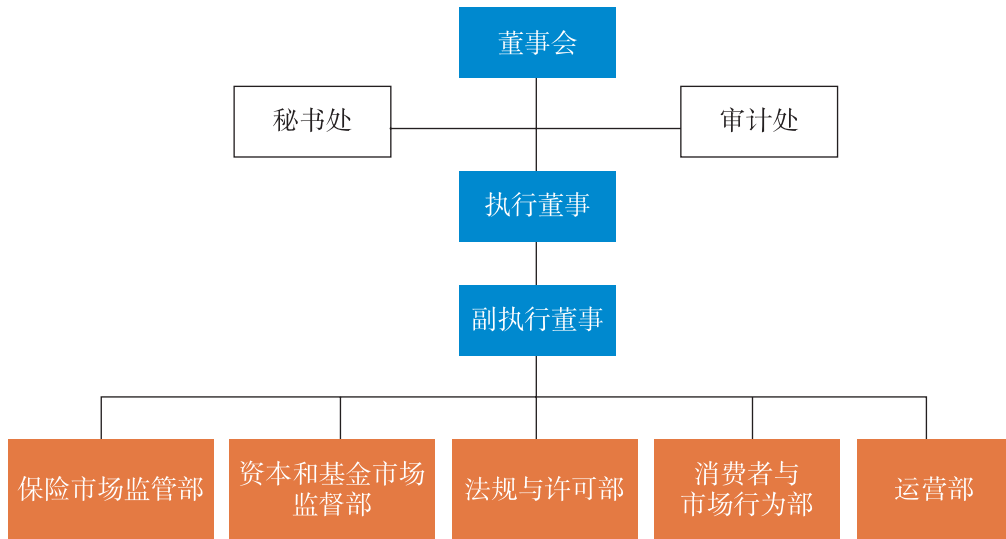 董事会
秘书处
审计处
执行董事
副执行董事
保险市场监管部
资本和基金市场
监督部
法规与许可部
消费者与
市场行为部
运营部